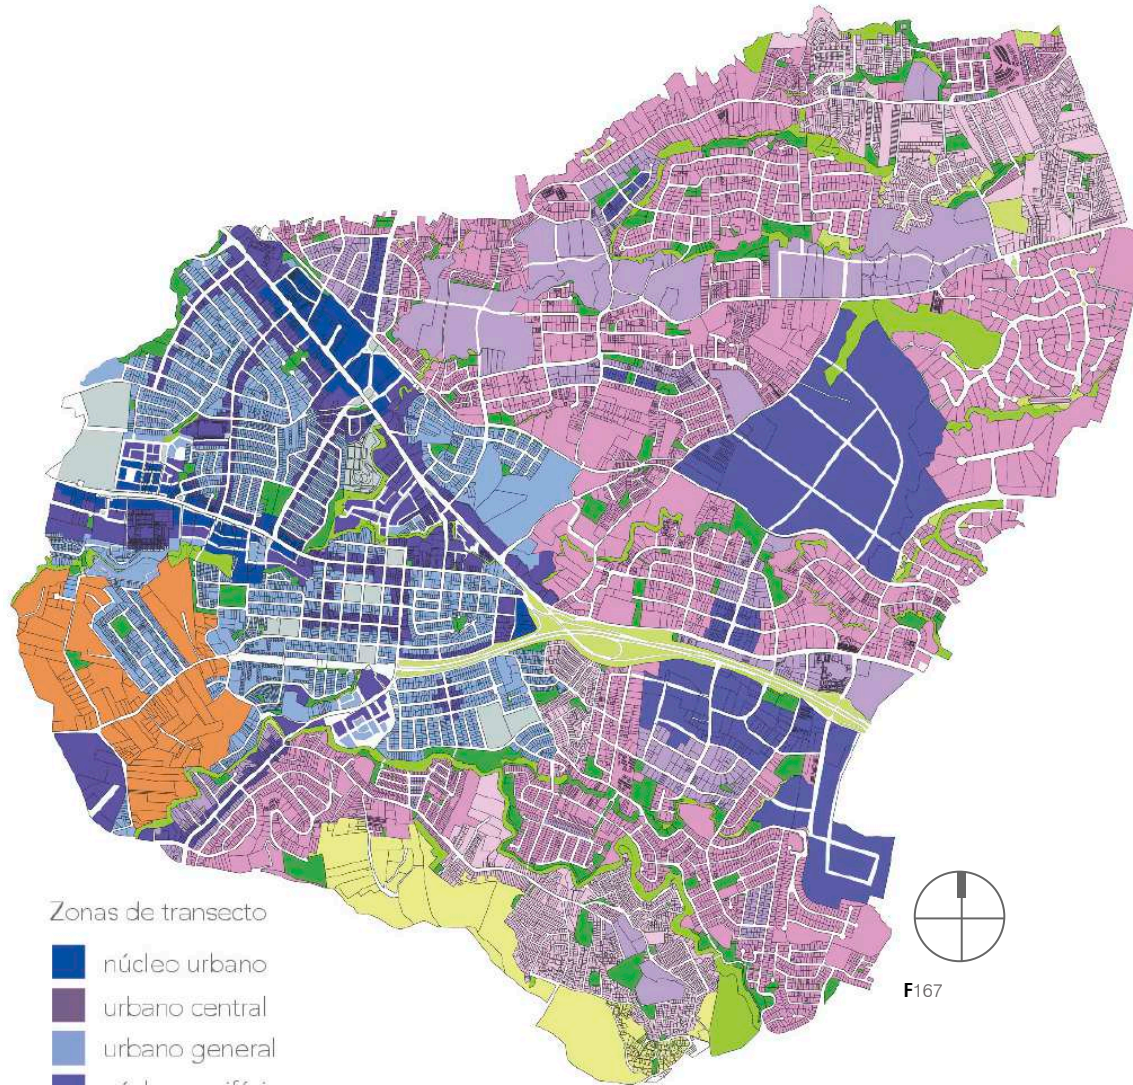 Zonas de transecto
núcleo urbano
urbano central
urbano general
F167